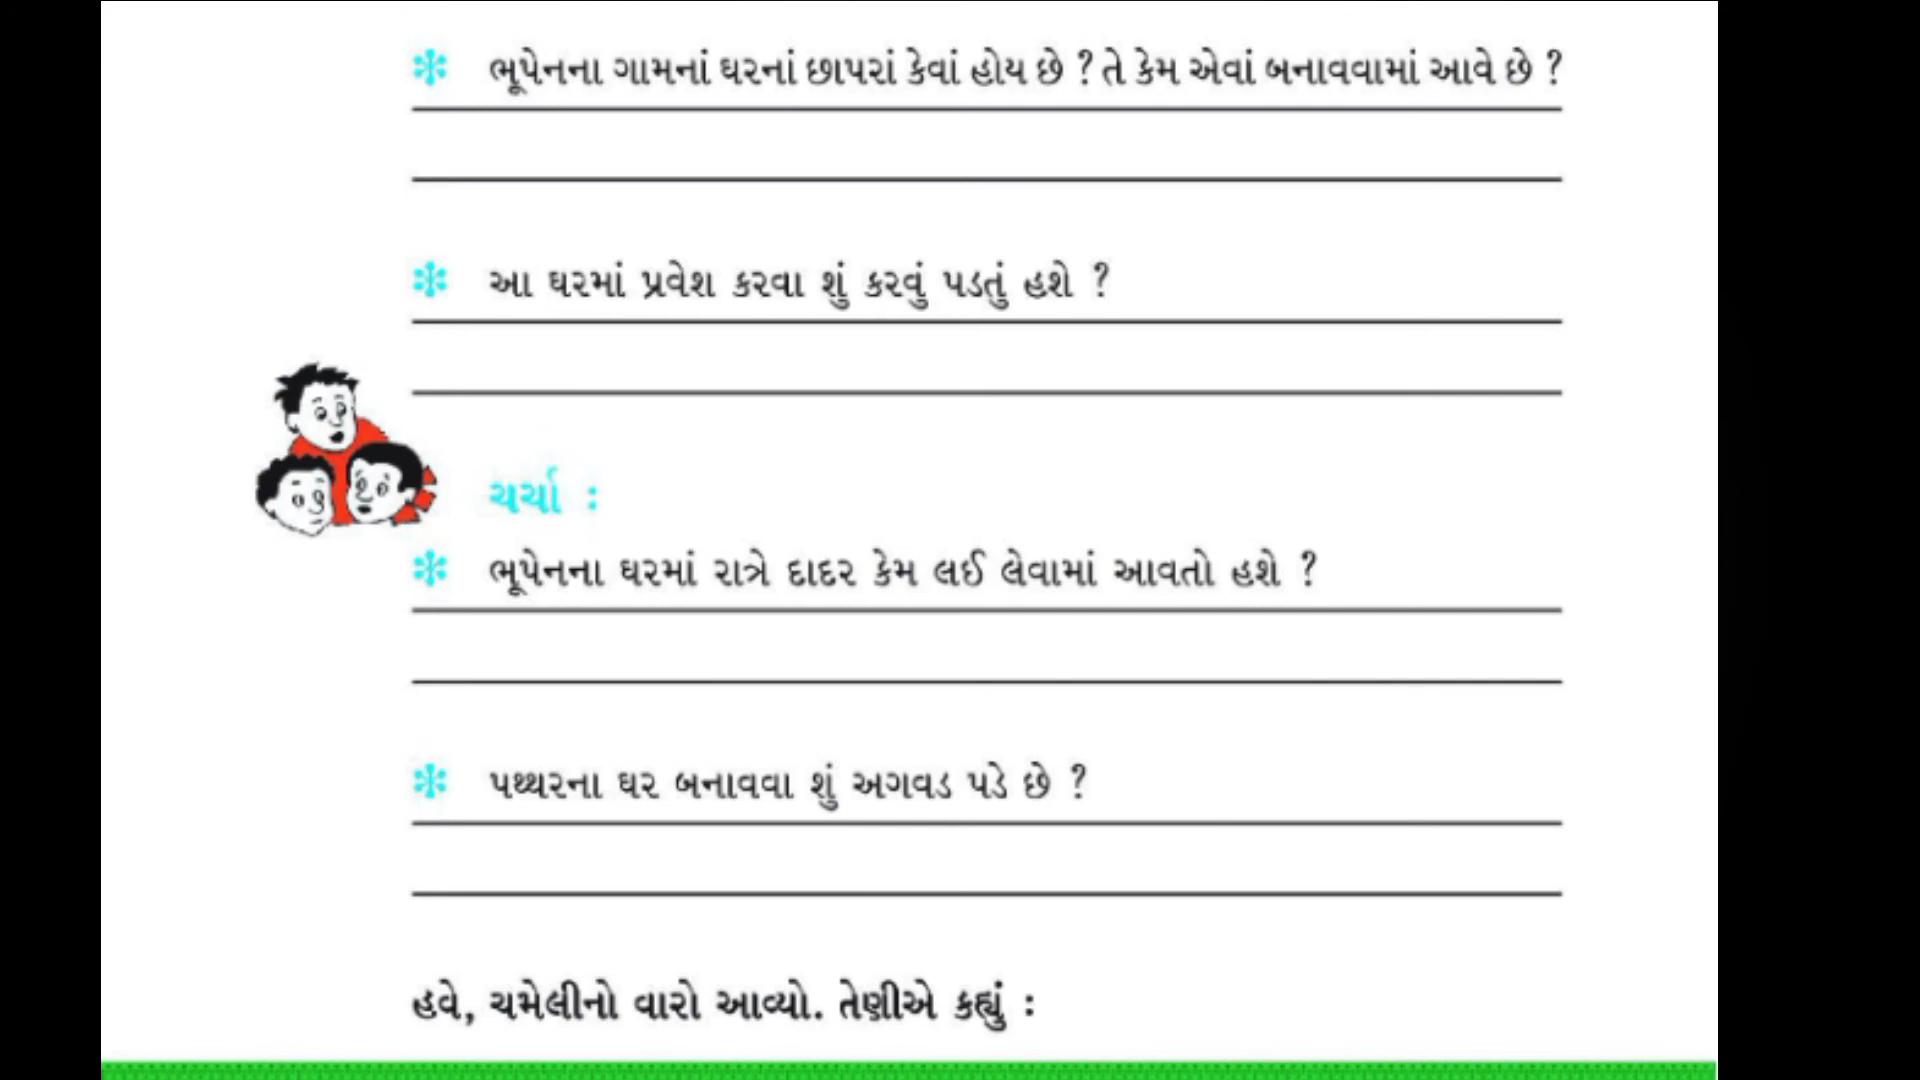 ભૂપેનના ગામનાં ઘરનાં છાપરાં કેવાં હોય છે ? તે કેમ એવાં બનાવવામાં આવે છે ?
આ ઘરમાં પ્રવેશ કરવા શું કરવું પડતું હશે ?
ચર્ચા :
ભૂપેનના ઘરમાં રાત્રે દાદર કેમ લઈ લેવામાં આવતો હશે ?
પથ્થરના ઘર બનાવવા શું અગવડ પડે છે ?
હવે, ચમેલીનો વારો આવ્યો. તેણીએ કહ્યું :